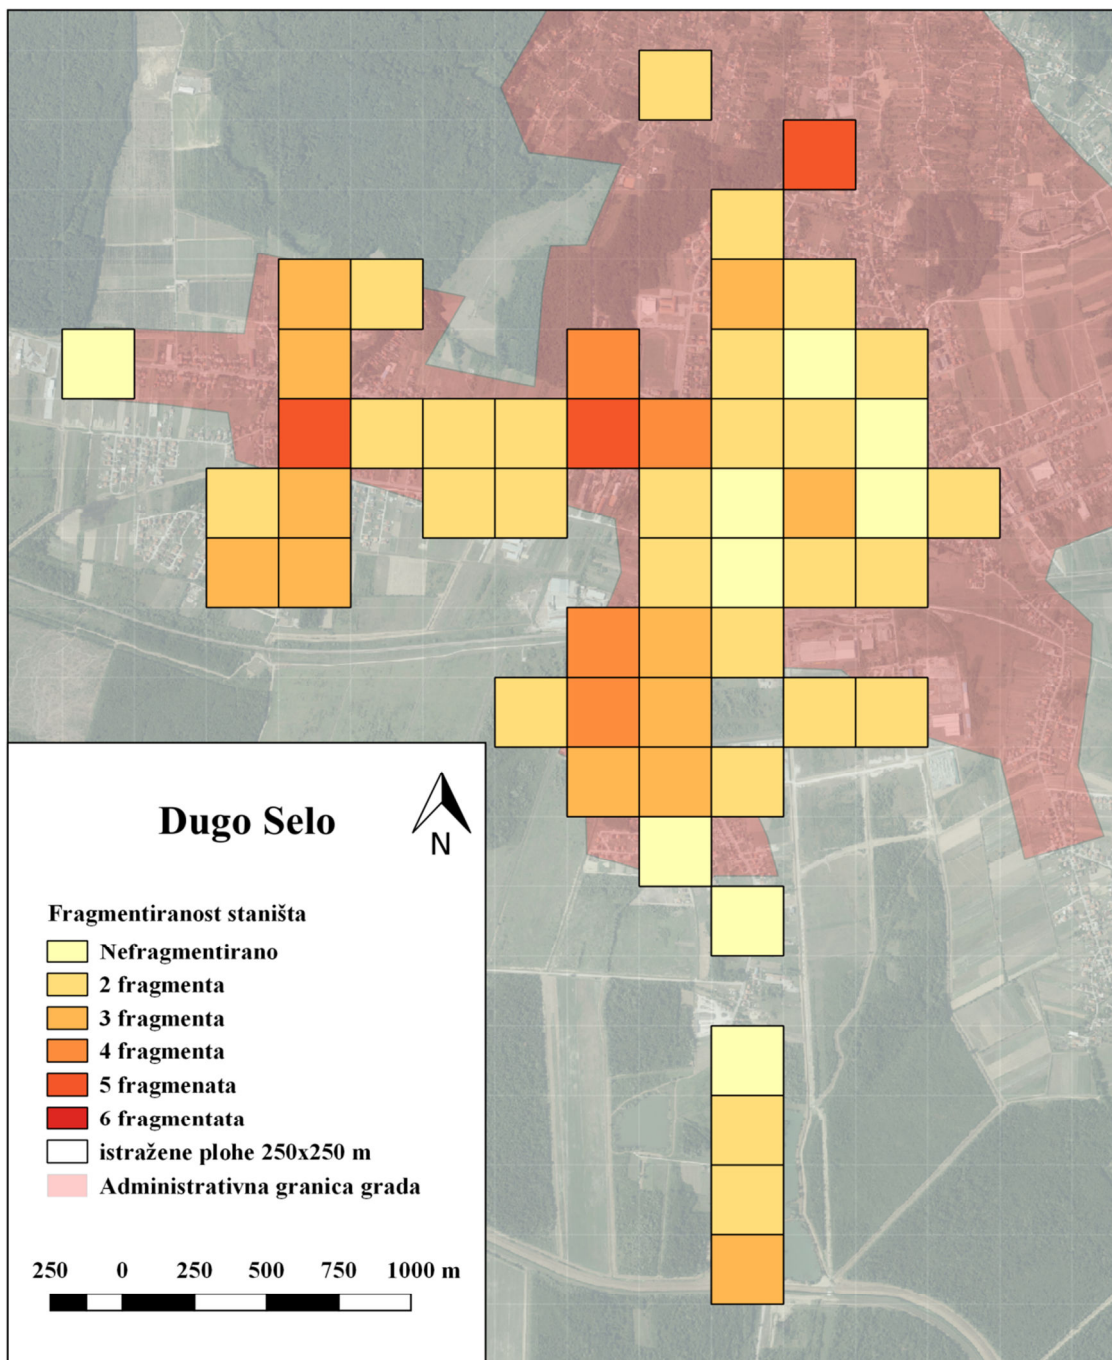 Dugo Selo
N
Fragmentiranost staništa
Nefragmentirano
2 fragmenta
3 fragmenta
4 fragmenta
5 fragmenata
6 fragmentata
istražene plohe 250x250 m
Administrativna granica grada
250 0 250 500 750 1000 m